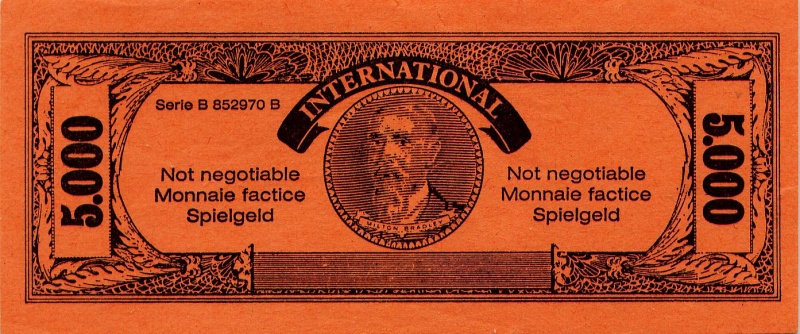 INTERNATIONAL
Serie B 852970 B
5.000
5.000
Not negotiable
Monnaie factice
Spielgeld
Not negotiable
Monnaie factice
Spielgeld
MILTON BRADLEY